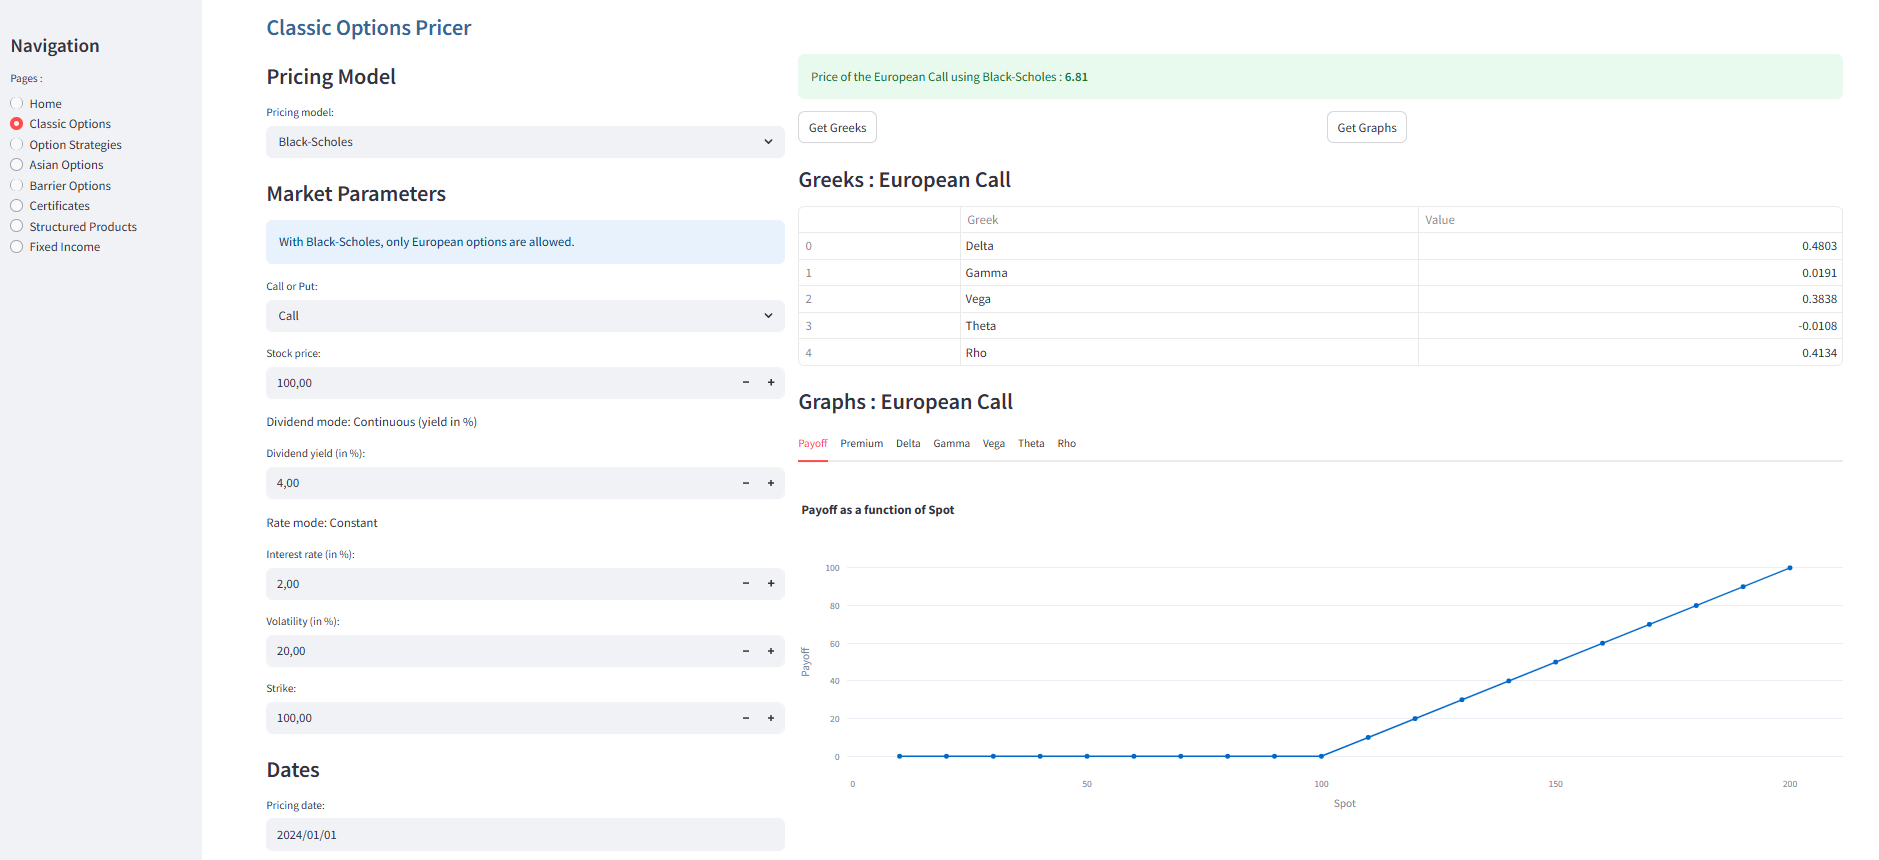 Navigation
Pages :
Home
Classic Options
Option Strategies
Asian Options
Barrier Options
Certificates
Structured Products
Fixed Income
Classic Options Pricer
Pricing Model
Pricing model:
Black-Scholes
Market Parameters
With Black-Scholes, only European options are allowed.
Call or Put:
Call
Stock price:
100,00 − +
Dividend mode: Continuous (yield in %)
Dividend yield (in %):
4,00 − +
Rate mode: Constant
Interest rate (in %):
2,00 − +
Volatility (in %):
20,00 − +
Strike:
100,00 − +
Dates
Pricing date:
2024/01/01
Price of the European Call using Black-Scholes : 6.81
Get Greeks Get Graphs
Greeks : European Call
Greek Value
0 Delta 0.4803
1 Gamma 0.0191
2 Vega 0.3838
3 Theta -0.0108
4 Rho 0.4134
Graphs : European Call
Payoff Premium Delta Gamma Vega Theta Rho
Payoff as a function of Spot
100
80
60
40
20
0
Payoff
0 50 100 150 200
Spot